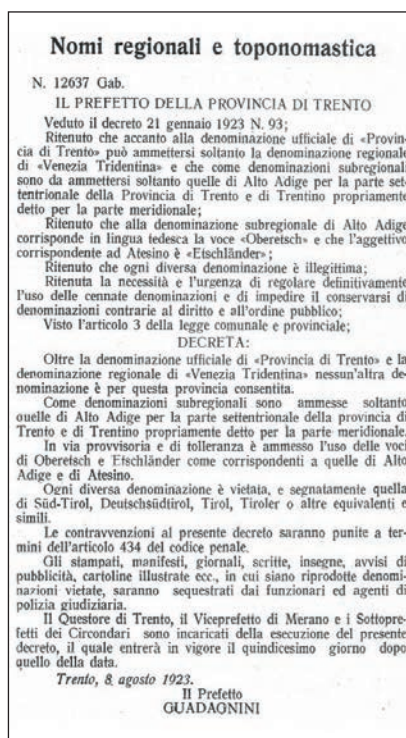 Nomi regionali e toponomastica
N. 12637 Gab.
IL PREFETTO DELLA PROVINCIA DI TRENTO
Veduto il decreto 21 gennaio 1923 N. 93;
Ritenuto che accanto alla denominazione ufficiale di «Provin-
cia di Trento» può ammettersi soltanto la denominazione regionale
di «Venezia Tridentina» e che come denominazioni subregionali
sono da ammettersi soltanto quelle di Alto Adige per la parte set-
tentrionale della Provincia di Trento e di Trentino propriamente
detto per la parte meridionale;
Ritenuto che alla denominazione subregionale di Alto Adige
corrisponde in lingua tedesca la voce «Oberetsch» e che l'aggettivo
corrispondente ad Atesino è «Etschländer»;
Ritenuto che ogni diversa denominazione è illegittima;
Ritenuta la necessità e l'urgenza di regolare definitivamente
l'uso delle cennate denominazioni e di impedire il conservarsi di
denominazioni contrarie al diritto e all'ordine pubblico;
Visto l'articolo 3 della legge comunale e provinciale;
DECRETA:
Oltre la denominazione ufficiale di «Provincia di Trento» e la
denominazione regionale di «Venezia Tridentina» nessun'altra de-
nominazione è per questa provincia consentita.
Come denominazioni subregionali sono ammesse soltanto
quelle di Alto Adige per la parte settentrionale della provincia di
Trento e di Trentino propriamente detto per la parte meridionale.
In via provvisoria e di tolleranza è ammesso l'uso delle voci
di Oberetsch e Etschländer come corrispondenti a quelle di Alto
Adige e di Atesino.
Ogni diversa denominazione è vietata, e segnatamente quella
di Süd-Tirol, Deutschsüdtirol, Tirol, Tiroler o altre equivalenti e
simili.
Le contravvenzioni al presente decreto saranno punite a ter-
mini dell'articolo 434 del codice penale.
Gli stampati, manifesti, giornali, scritte, insegne, avvisi di
pubblicità, cartoline illustrate ecc., in cui siano riprodotte denomi-
nazioni vietate, saranno sequestrati dai funzionari ed agenti di
polizia giudiziaria.
Il Questore di Trento, il Viceprefetto di Merano e i Sottopre-
fetti dei Circondari sono incaricati della esecuzione del presente
decreto, il quale entrerà in vigore il quindicesimo giorno dopo
quello della data.
Trento, 8. agosto 1923.
Il Prefetto
GUADAGNINI